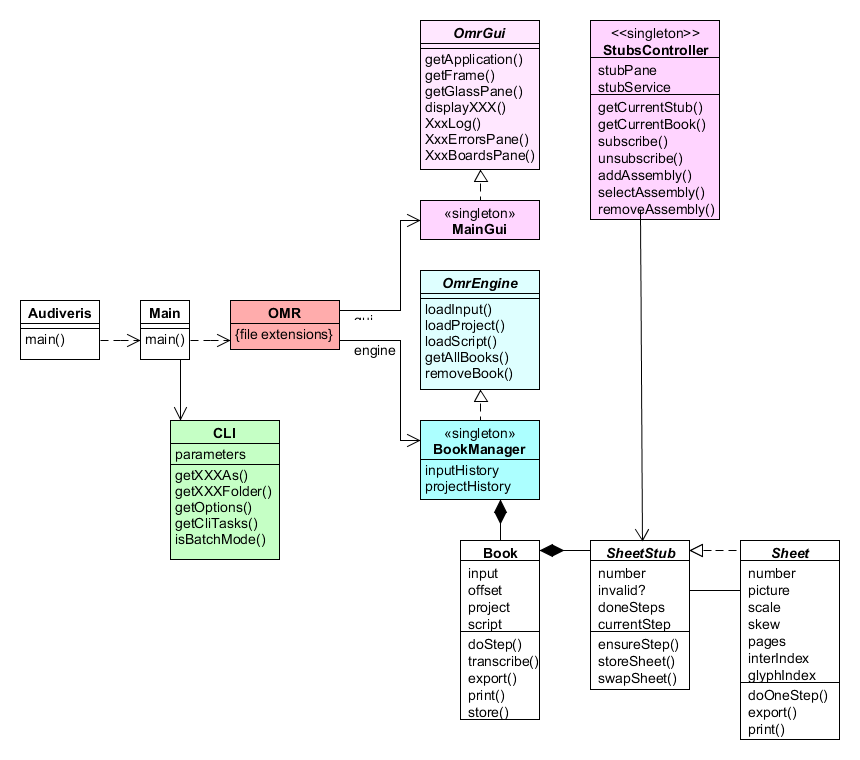 OmrGui
getApplication()
getFrame()
getGlassPane()
displayXXX()
XxxLog()
XxxErrorsPane()
XxxBoardsPane()
<<singleton>>
StubsController
stubPane
stubService
getCurrentStub()
getCurrentBook()
subscribe()
unsubscribe()
addAssembly()
selectAssembly()
removeAssembly()
«singleton»
MainGui
Audiveris
main()
Main
main()
OMR
{file extensions}
gui
engine
OmrEngine
loadInput()
loadProject()
loadScript()
getAllBooks()
removeBook()
CLI
parameters
getXXXAs()
getXXXFolder()
getOptions()
getCliTasks()
isBatchMode()
«singleton»
BookManager
inputHistory
projectHistory
Book
input
offset
project
script
doStep()
transcribe()
export()
print()
store()
SheetStub
number
invalid?
doneSteps
currentStep
ensureStep()
storeSheet()
swapSheet()
Sheet
number
picture
scale
skew
pages
interIndex
glyphIndex
doOneStep()
export()
print()